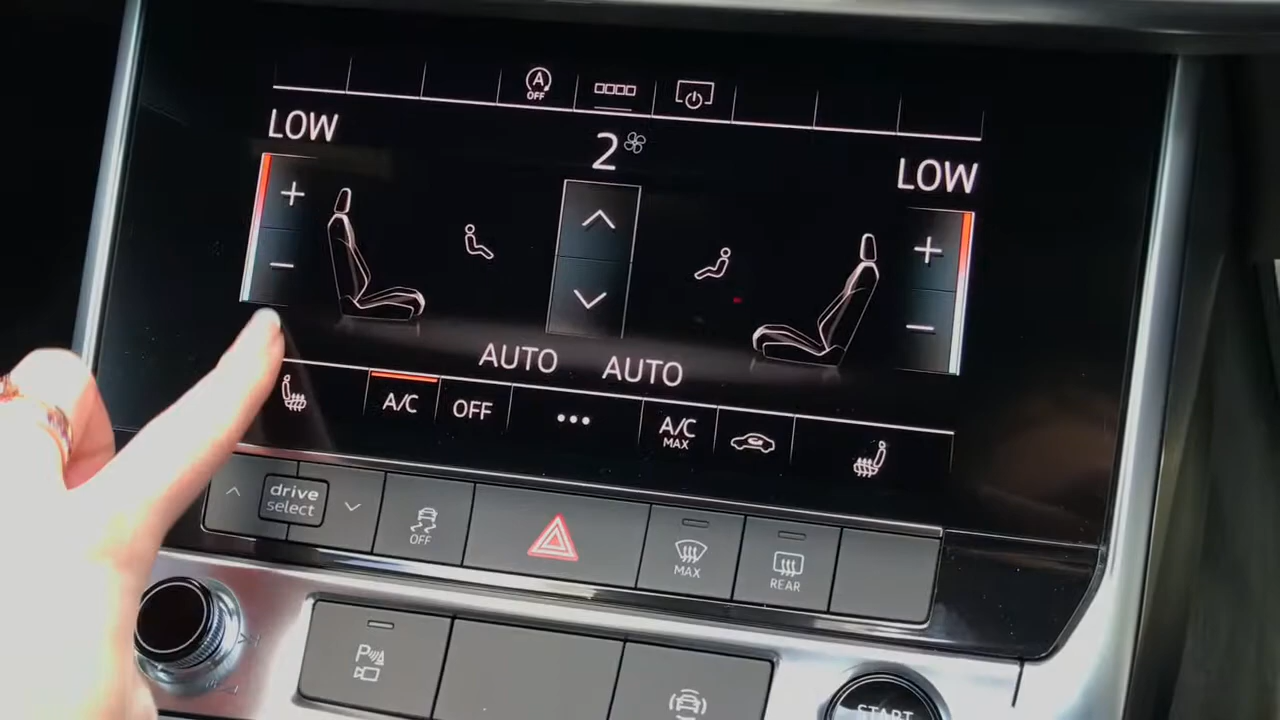 A
OFF
LOW
2
LOW
+
+
−
−
AUTO AUTO
A/C
OFF
•••
A/C
MAX
drive
select
OFF
MAX
REAR
P
START